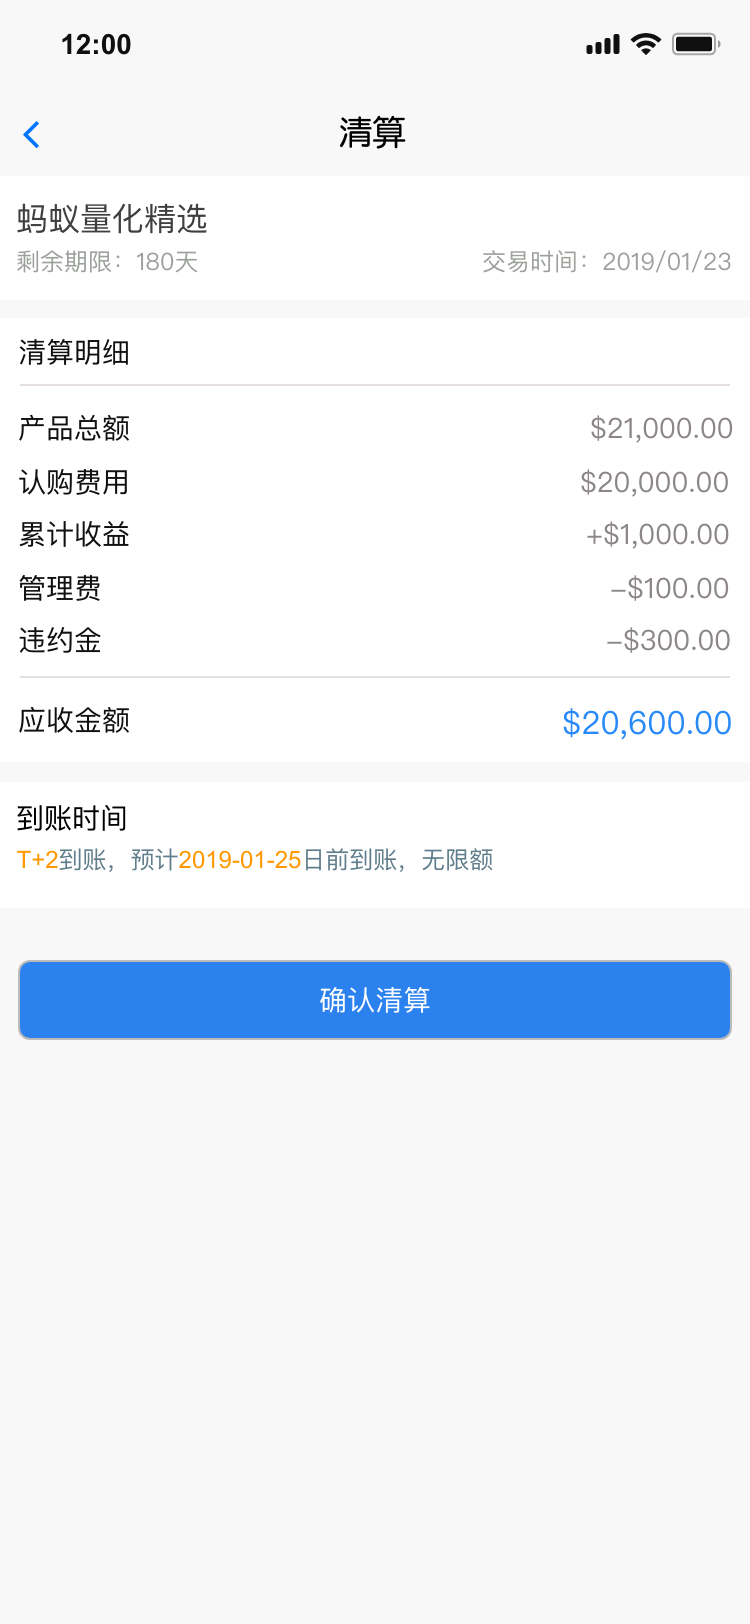 12:00
清算
蚂蚁量化精选
剩余期限：180天 交易时间：2019/01/23
清算明细
产品总额 $21,000.00
认购费用 $20,000.00
累计收益 +$1,000.00
管理费 –$100.00
违约金 –$300.00
应收金额 $20,600.00
到账时间
T+2到账，预计2019-01-25日前到账，无限额
确认清算